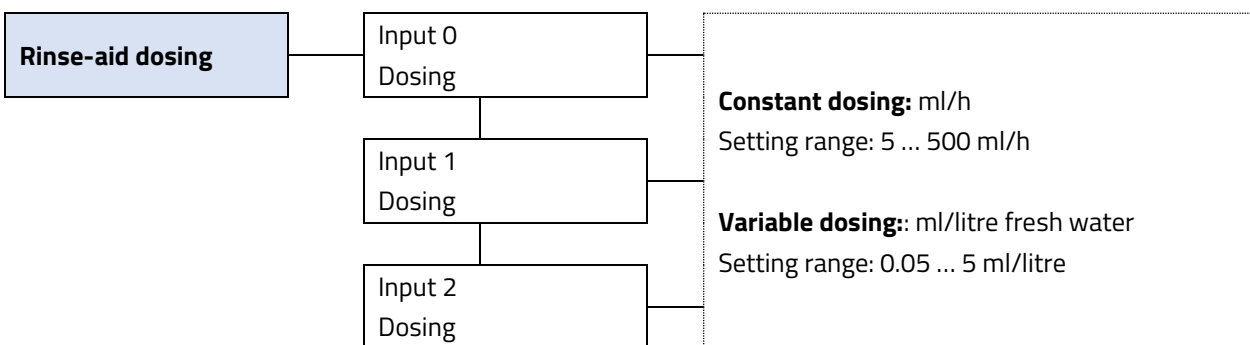 Rinse-aid dosing
Input 0
Dosing
Input 1
Dosing
Input 2
Dosing
Constant dosing: ml/h
Setting range: 5 … 500 ml/h
Variable dosing:: ml/litre fresh water
Setting range: 0.05 … 5 ml/litre